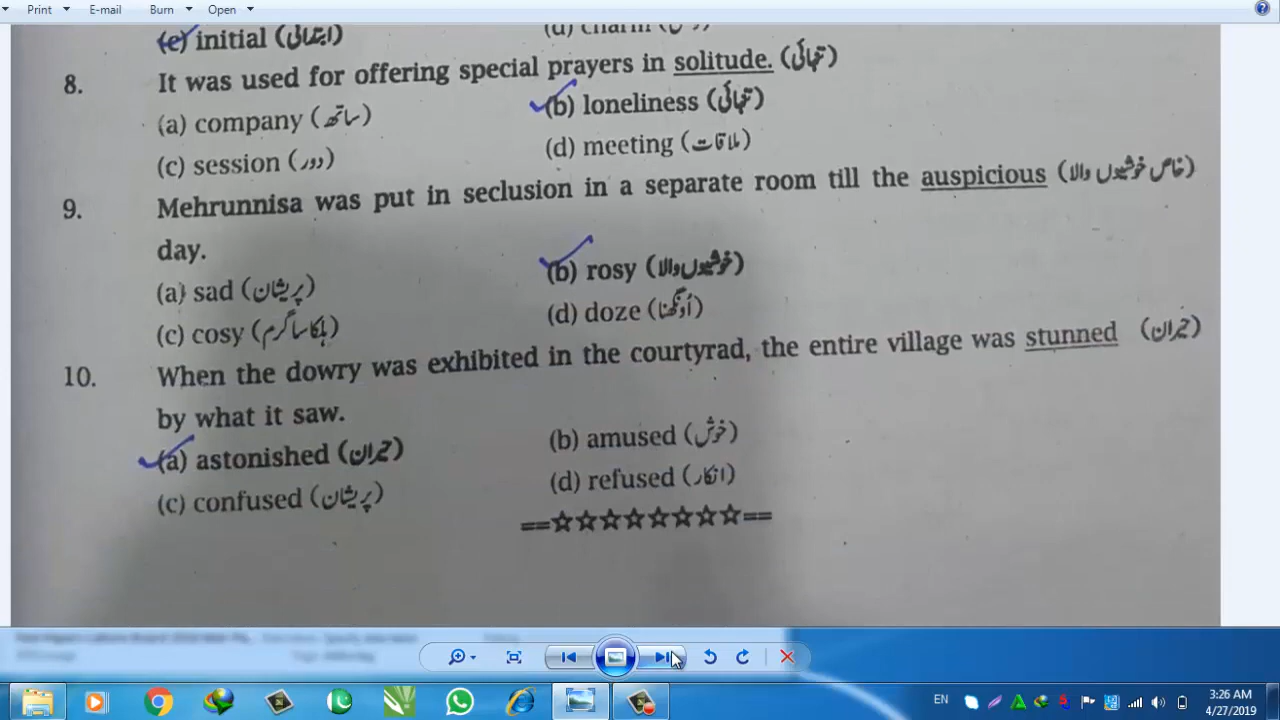 Print E-mail Burn Open
(c) initial (ابتدائی)
8. It was used for offering special prayers in solitude. (تنہائی)
(a) company (ساتھ) (b) loneliness (تنہائی)
(c) session (دور) (d) meeting (ملاقات)
9. Mehrunnisa was put in seclusion in a separate room till the auspicious (خاص خوشیوں والا)
day.
(a) sad (پریشان) (b) rosy (خوشیوں والا)
(c) cosy (ہلکا سا گرم) (d) doze (اُونگھنا)
10. When the dowry was exhibited in the courtyrad, the entire village was stunned (حیران)
by what it saw.
(a) astonished (حیران) (b) amused (خوش)
(c) confused (پریشان) (d) refused (انکار)
==☆☆☆☆☆☆☆☆==
EN 3:26 AM
4/27/2019